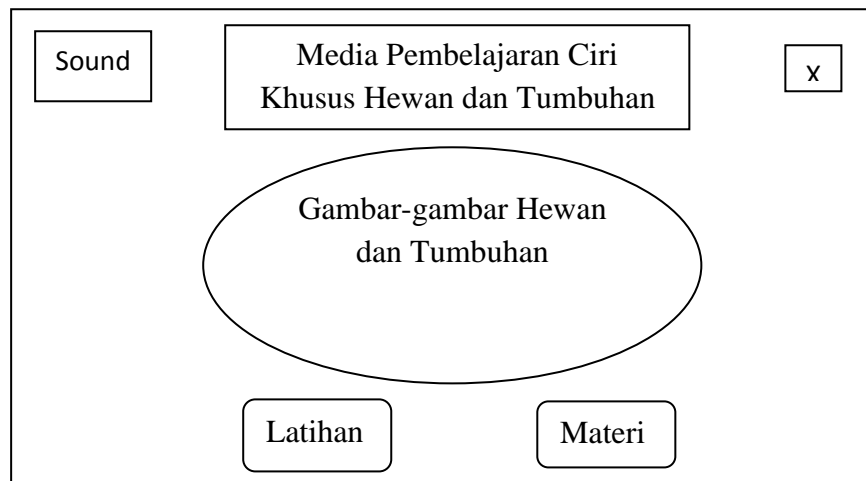 Sound
Media Pembelajaran Ciri
Khusus Hewan dan Tumbuhan
x
Gambar-gambar Hewan
dan Tumbuhan
Latihan
Materi